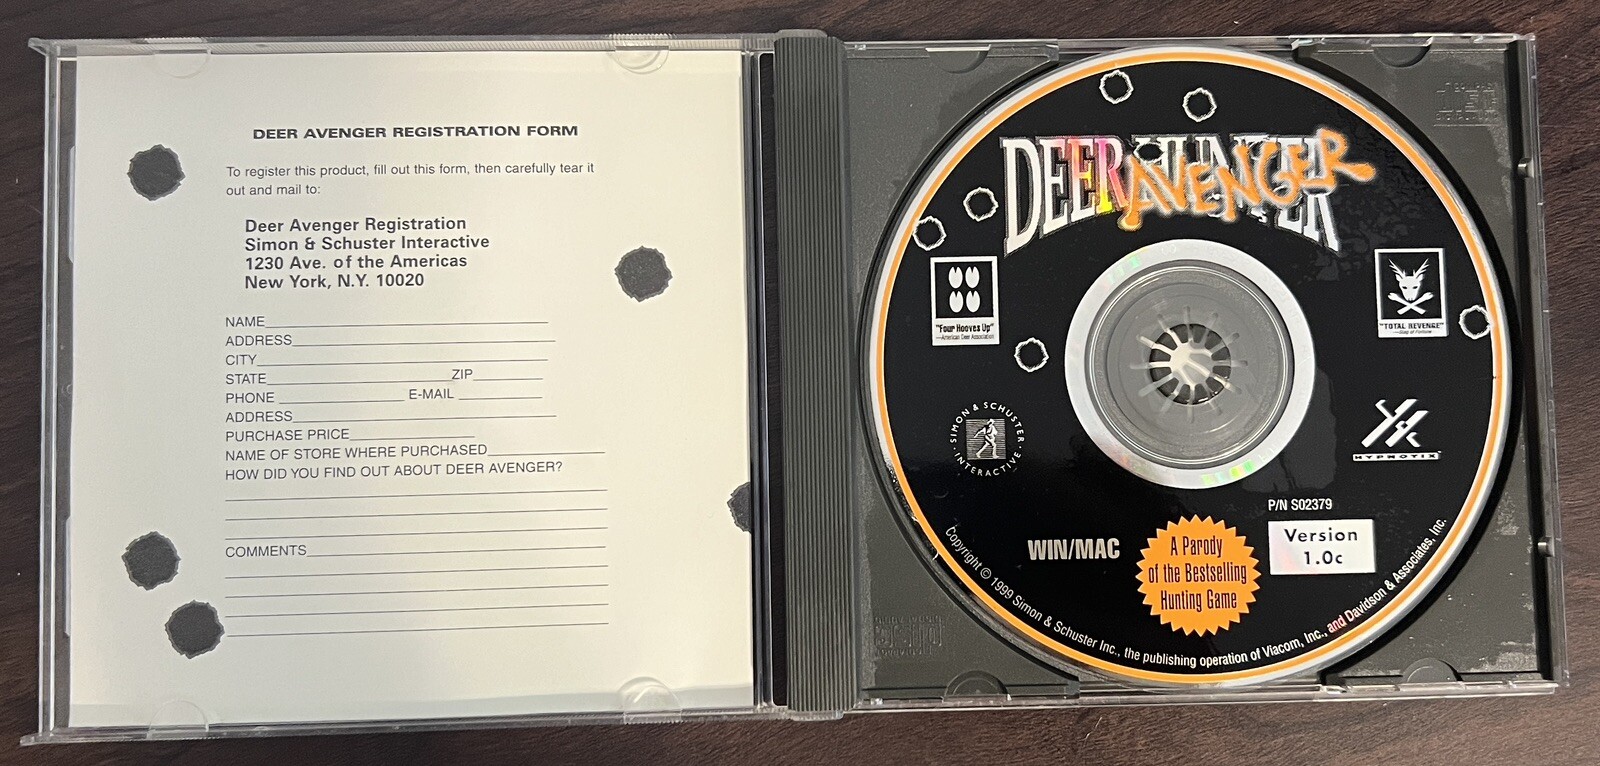 DEER AVENGER REGISTRATION FORM
To register this product, fill out this form, then carefully tear it
out and mail to:
Deer Avenger Registration
Simon & Schuster Interactive
1230 Ave. of the Americas
New York, N.Y. 10020
NAME
ADDRESS
CITY
STATE ZIP
PHONE E-MAIL
ADDRESS
PURCHASE PRICE
NAME OF STORE WHERE PURCHASED
HOW DID YOU FIND OUT ABOUT DEER AVENGER?
COMMENTS
DEER HUNTER
AVENGER
"Four Hooves Up"
—American Deer Association
"TOTAL REVENGE"
SIMON & SCHUSTER
INTERACTIVE
HYPNOTIX
P/N S02379
WIN/MAC
A Parody
of the Bestselling
Hunting Game
Version
1.0c
Copyright © 1999 Simon & Schuster Inc., the publishing operation of Viacom, Inc., and Davidson & Associates, Inc.